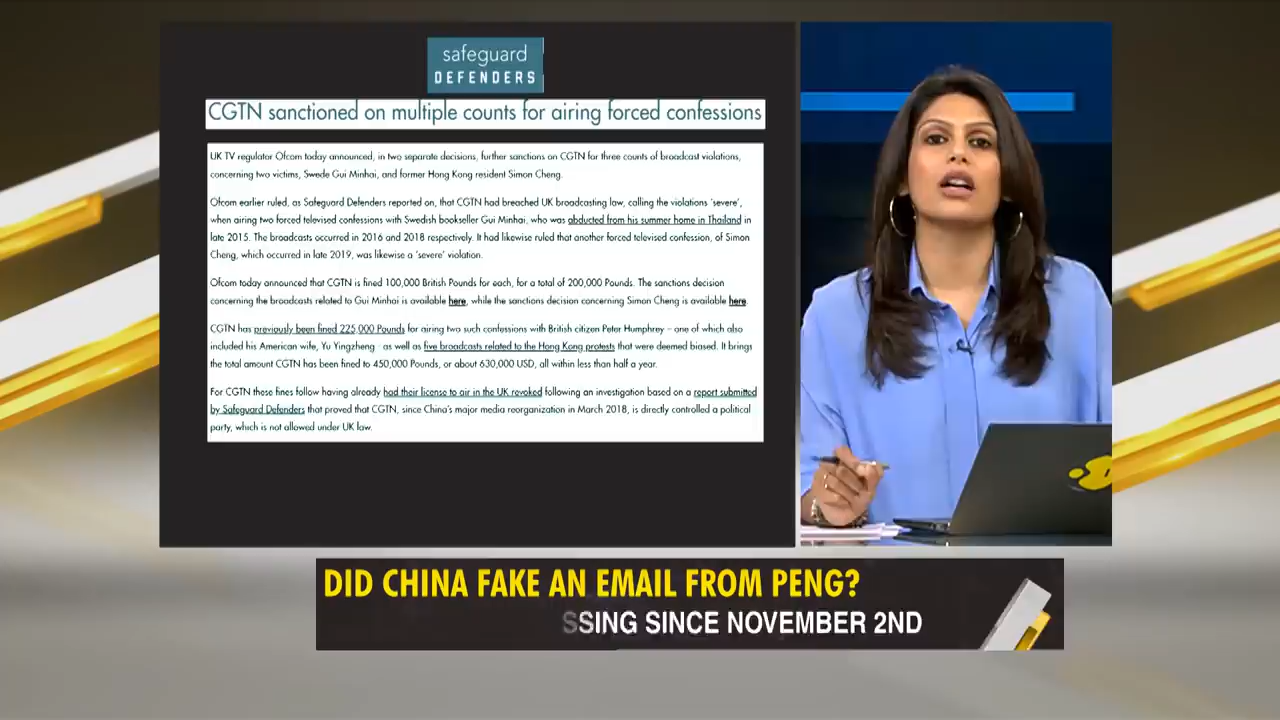 safeguard
DEFENDERS
CGTN sanctioned on multiple counts for airing forced confessions
UK TV regulator Ofcom today announced, in two separate decisions, further sanctions on CGTN for three counts of broadcast violations,
concerning two victims, Swede Gui Minhai, and former Hong Kong resident Simon Cheng.
Ofcom earlier ruled, as Safeguard Defenders reported on, that CGTN had breached UK broadcasting law, calling the violations 'severe',
when airing two forced televised confessions with Swedish bookseller Gui Minhai, who was abducted from his summer home in Thailand in
late 2015. The broadcasts occurred in 2016 and 2018 respectively. It had likewise ruled that another forced televised confession, of Simon
Cheng, which occurred in late 2019, was likewise a 'severe' violation.
Ofcom today announced that CGTN is fined 100,000 British Pounds for each, for a total of 200,000 Pounds. The sanctions decision
concerning the broadcasts related to Gui Minhai is available here, while the sanctions decision concerning Simon Cheng is available here.
CGTN has previously been fined 225,000 Pounds for airing two such confessions with British citizen Peter Humphrey – one of which also
included his American wife, Yu Yingzheng - as well as five broadcasts related to the Hong Kong protests that were deemed biased. It brings
the total amount CGTN has been fined to 450,000 Pounds, or about 630,000 USD, all within less than half a year.
For CGTN these fines follow having already had their license to air in the UK revoked following an investigation based on a report submitted
by Safeguard Defenders that proved that CGTN, since China's major media reorganization in March 2018, is directly controlled a political
party, which is not allowed under UK law.
DID CHINA FAKE AN EMAIL FROM PENG?
SSING SINCE NOVEMBER 2ND